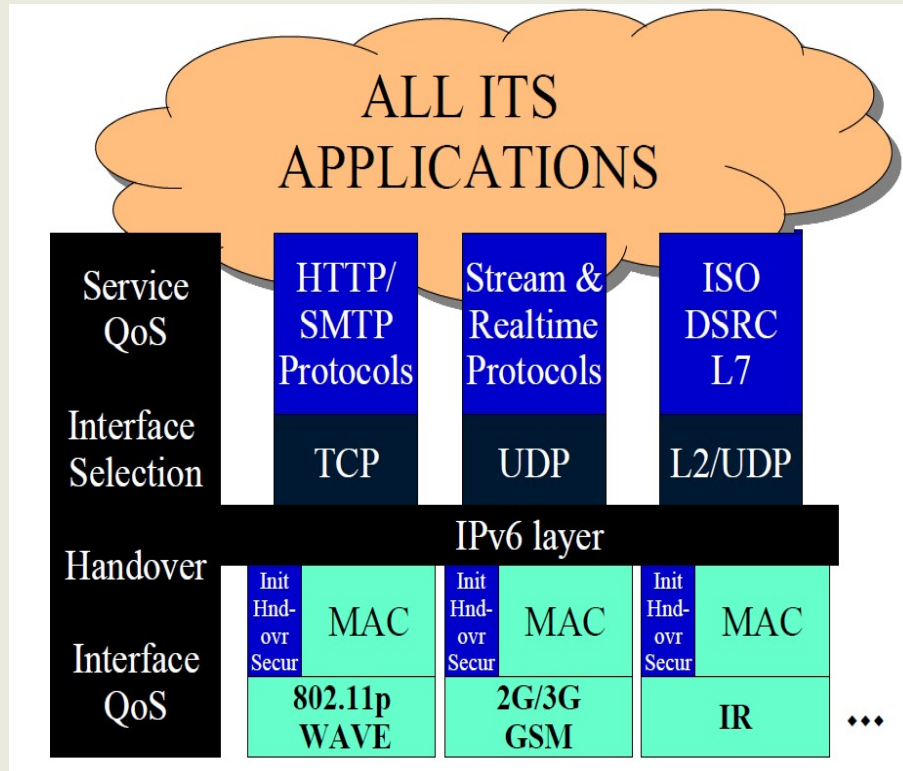 ALL ITS
APPLICATIONS
Service
QoS
Interface
Selection
Handover
Interface
QoS
HTTP/
SMTP
Protocols
Stream &
Realtime
Protocols
ISO
DSRC
L7
TCP
UDP
L2/UDP
IPv6 layer
Init
Hnd-
ovr
Secur
MAC
Init
Hnd-
ovr
Secur
MAC
Init
Hnd-
ovr
Secur
MAC
802.11p
WAVE
2G/3G
GSM
IR
...